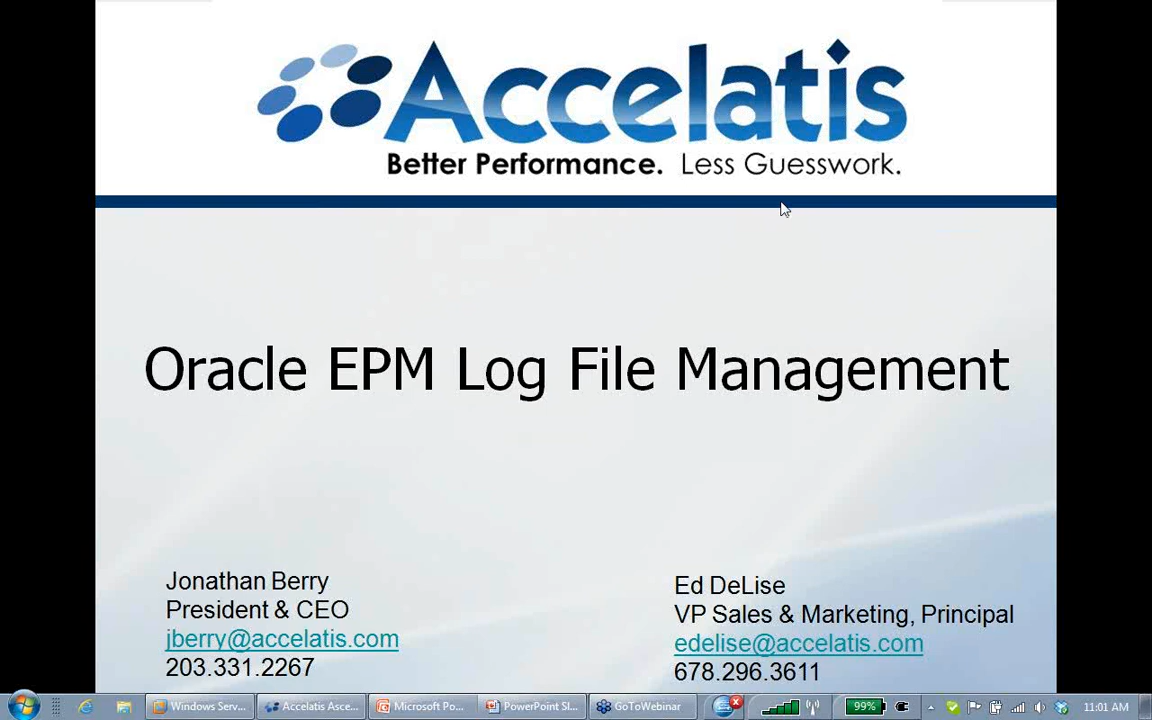 Accelatis
Better Performance. Less Guesswork.
Oracle EPM Log File Management
Jonathan Berry
President & CEO
jberry@accelatis.com
203.331.2267
Ed DeLise
VP Sales & Marketing, Principal
edelise@accelatis.com
678.296.3611
Windows Serv...
Accelatis Asce...
Microsoft Po...
PowerPoint Sl...
GoToWebinar
99%
11:01 AM